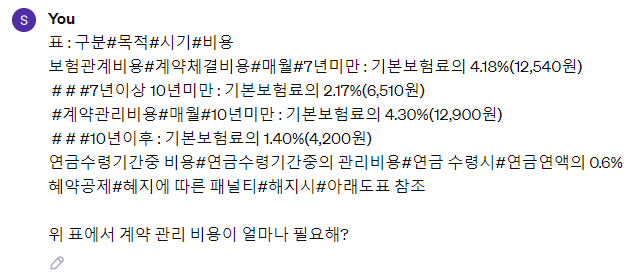 S
You
표 : 구분#목적#시기#비용
보험관계비용#계약체결비용#매월#7년미만 : 기본보험료의 4.18%(12,540원)
# # #7년이상 10년미만 : 기본보험료의 2.17%(6,510원)
#계약관리비용#매월#10년미만 : 기본보험료의 4.30%(12,900원)
# # #10년이후 : 기본보험료의 1.40%(4,200원)
연금수령기간중 비용#연금수령기간중의 관리비용#연금 수령시#연금연액의 0.6%
혜약공제#혜지에 따른 패널티#해지시#아래도표 참조
위 표에서 계약 관리 비용이 얼마나 필요해?